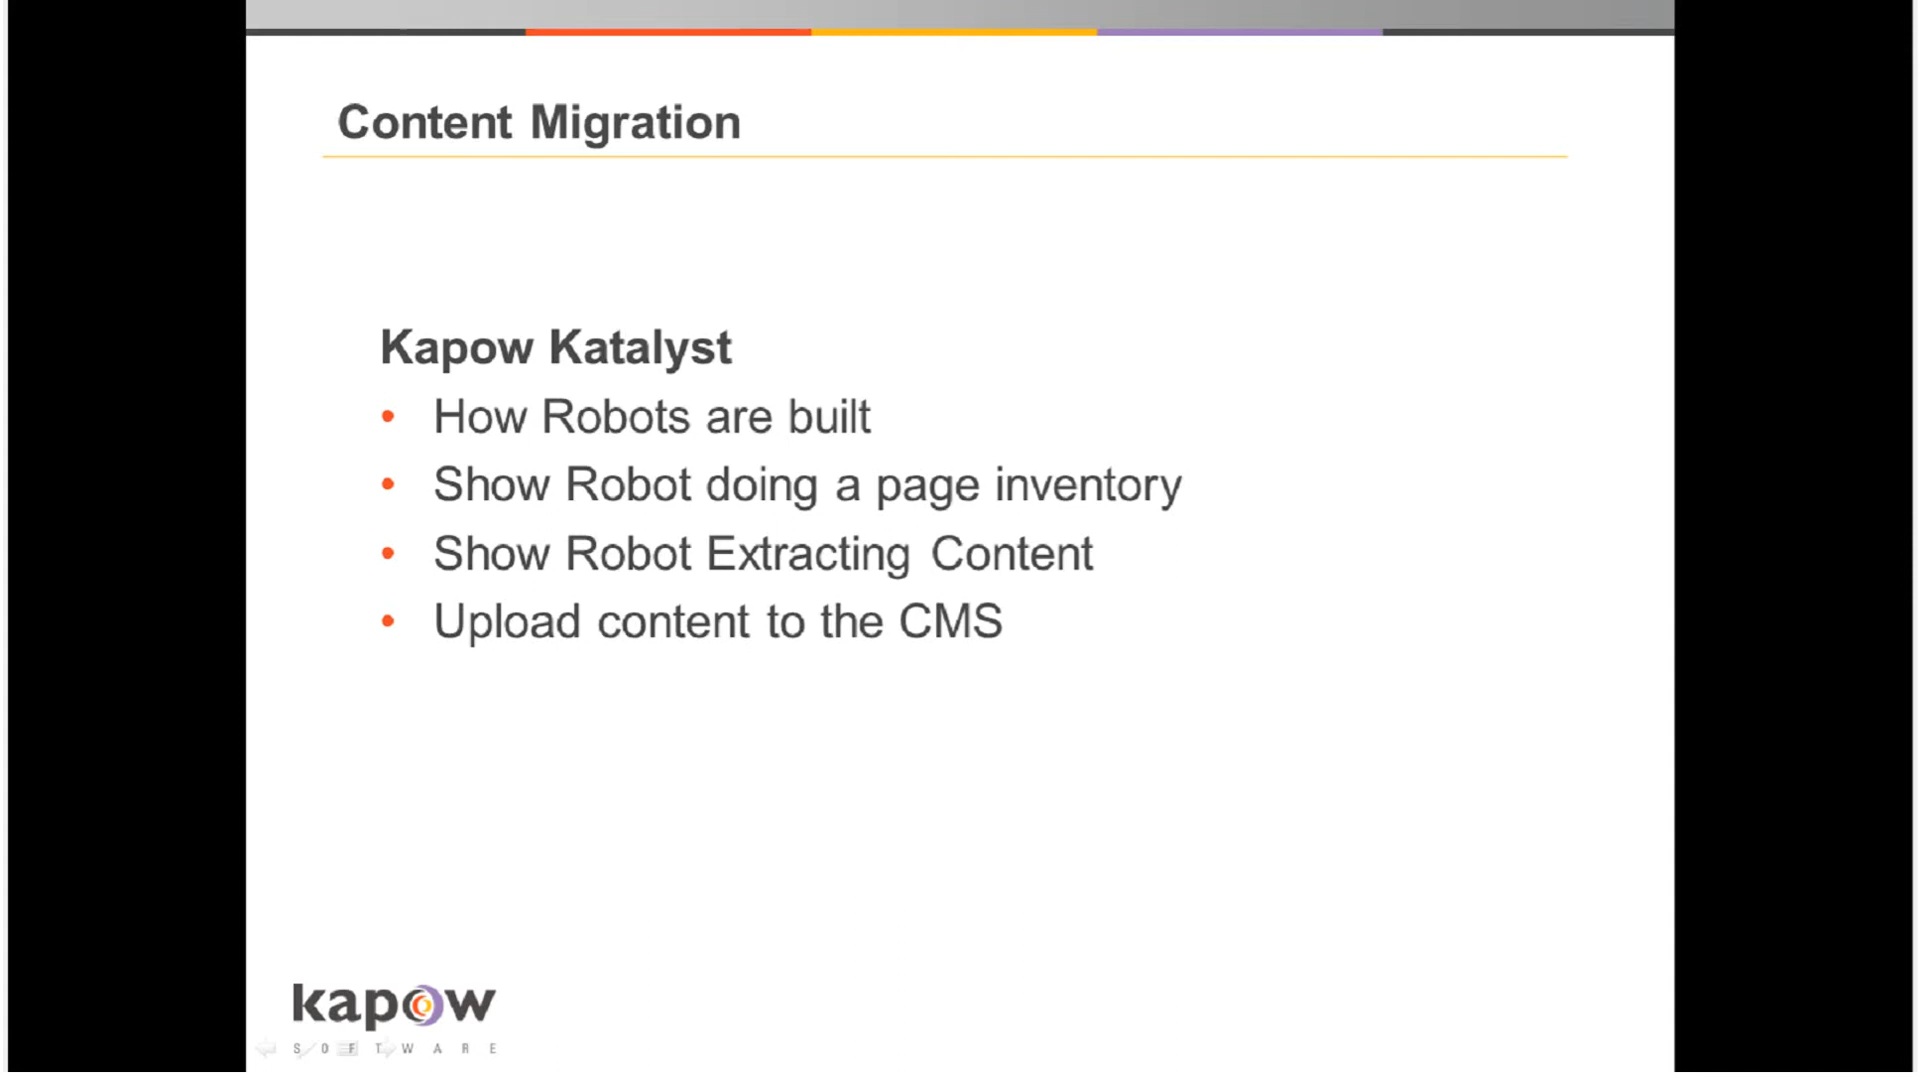 Content Migration
Kapow Katalyst
• How Robots are built
• Show Robot doing a page inventory
• Show Robot Extracting Content
• Upload content to the CMS
kapow
SOFTWARE